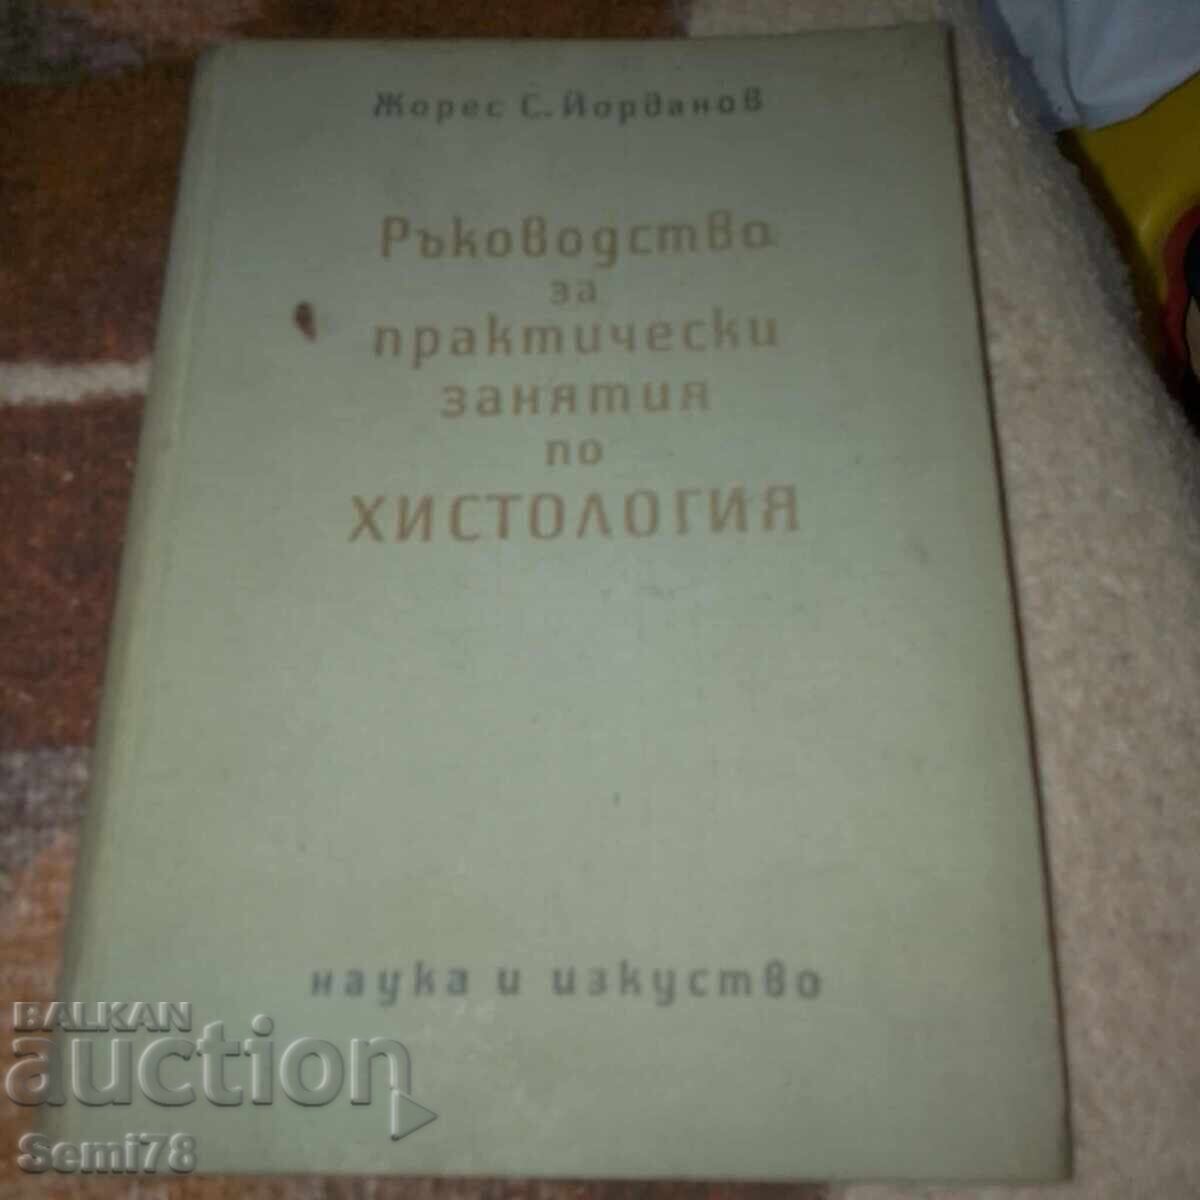 Жорес С. Йорданов
Ръководство
за
практически
занятия
по
ХИСТОЛОГИЯ
наука и изкуство
BALKAN
auction
Semi78